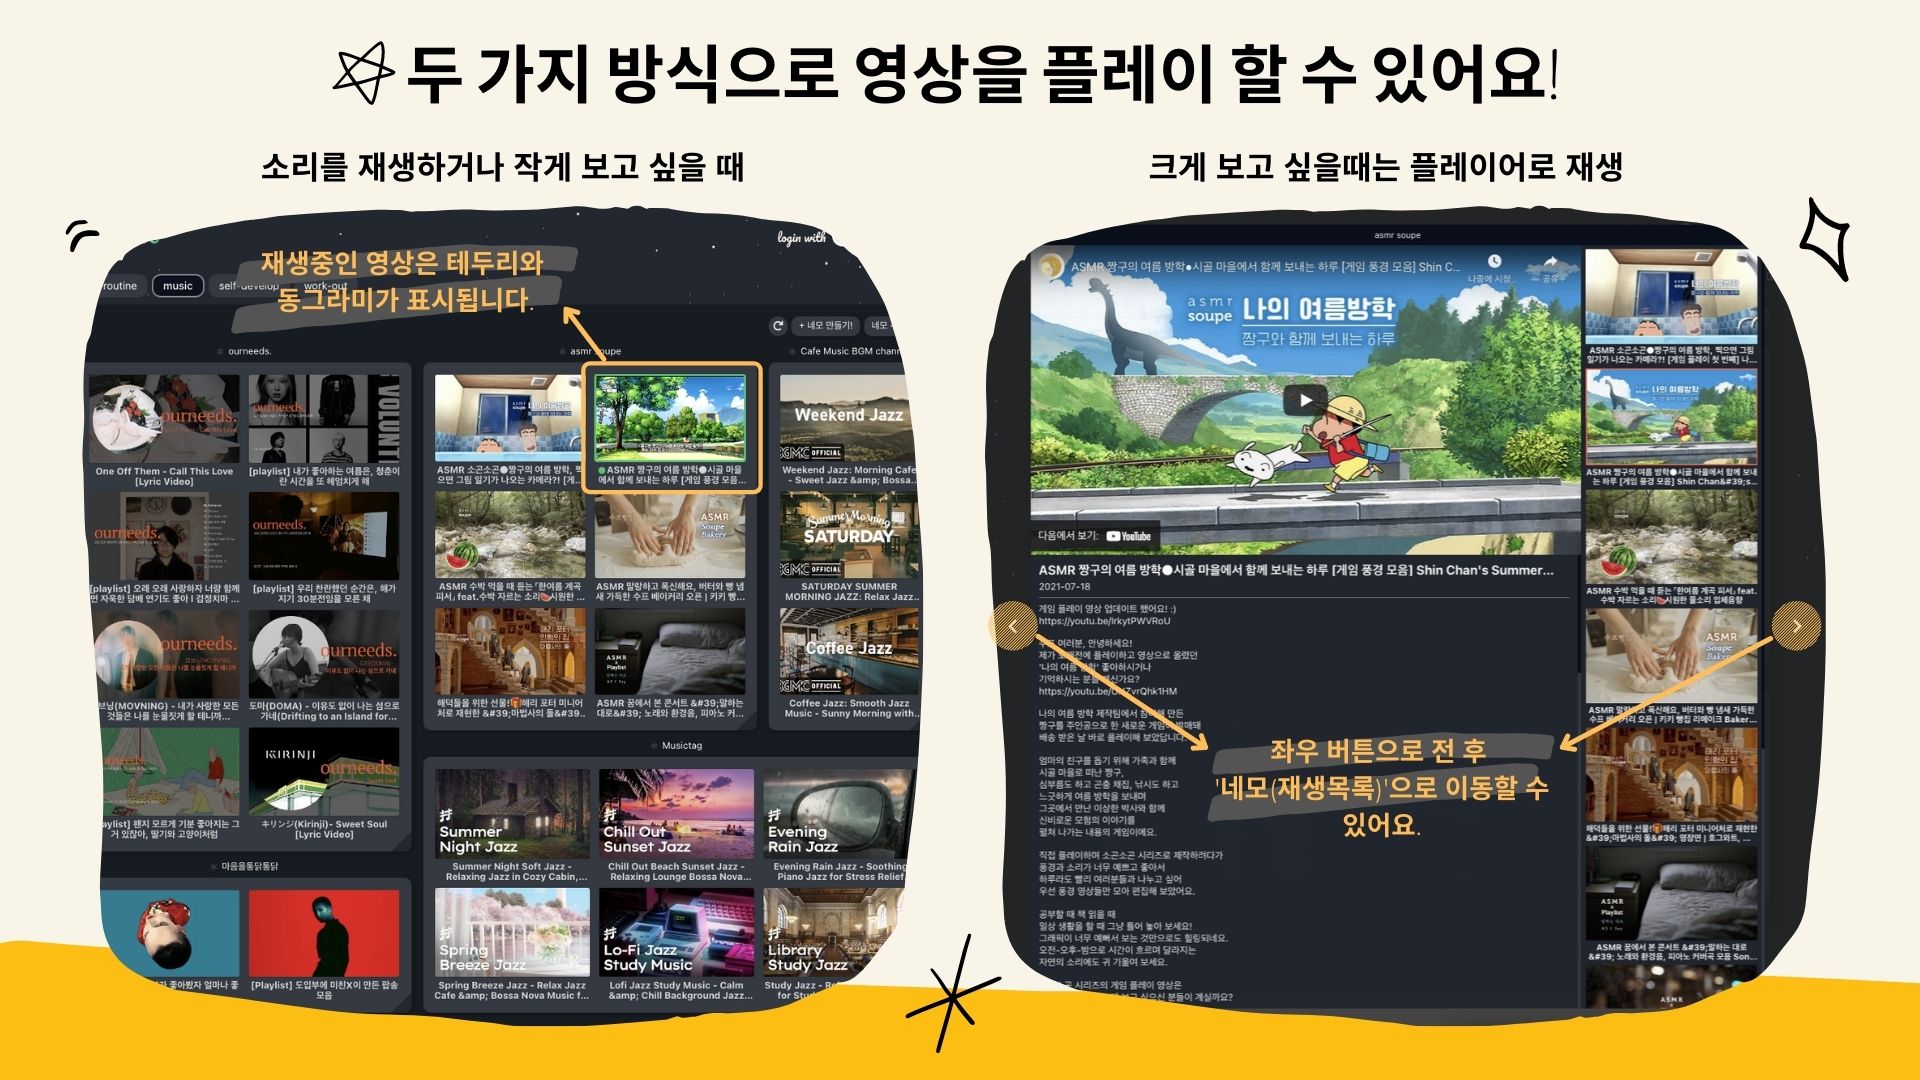 두 가지 방식으로 영상을 플레이 할 수 있어요!
소리를 재생하거나 작게 보고 싶을 때
재생중인 영상은 테두리와
동그라미가 표시됩니다.
login with
routine
music
self-develop
work-out
+ 네모 만들기!
네모
ourneeds.
One Off Them - Call This Love
[Lyric Video]
[playlist] 내가 좋아하는 여름은, 청춘이
란 시간을 또 헤엄치게 해
[playlist] 오래 오래 사랑하자 너랑 함께
면 자욱한 담배 연기도 좋아 I 검정치마 ...
[playlist] 우리 찬란했던 순간은, 해가
지기 30분전임을 모른 채
브닝(MOVNING) - 내가 사랑한 모든
것들은 나를 눈물짓게 할 테니까...
도마(DOMA) - 이유도 없이 나는 섬으로
가네(Drifting to an Island for...
aylist] 왠지 모르게 기분 좋아지는 그
거 있잖아, 딸기와 고양이처럼
KIRINJI
キリンジ(Kirinji)- Sweet Soul
[Lyric Video]
마음을통닭통닭
좋아봤자 얼마나 좋
[Playlist] 도입부에 미친X이 만든 팝송
모음
asmr soupe
ASMR 소곤소곤●짱구의 여름 방학, 찍
으면 그림 일기가 나오는 카메라?! [게...
ASMR 짱구의 여름 방학●시골 마을
에서 함께 보내는 하루 [게임 풍경 모음...
ASMR 수박 먹을 때 듣는 「한여름 계곡
피서」 feat.수박 자르는 소리🍉시원한 ...
ASMR Soupe Bakery
ASMR 말랑하고 폭신해요, 버터와 빵 냄
새 가득한 수프 베이커리 오픈 | 키키 빵...
해덕들을 위한 선물!🎁해리 포터 미니어
처로 재현한 &#39;마법사의 돌&#39...
ASMR x Playlist
ASMR 꿈에서 본 콘서트 &#39;말하는
대로&#39; 노래와 환경음, 피아노 커...
Cafe Music BGM chann
Weekend Jazz
BGMC OFFICIAL
Weekend Jazz: Morning Cafe
- Sweet Jazz &amp; Bossa...
Summer Morning
SATURDAY
BGMC OFFICIAL
SATURDAY SUMMER
MORNING JAZZ: Relax Jazz..
Coffee Jazz
BGMC OFFICIAL
Coffee Jazz: Smooth Jazz
Music - Sunny Morning with..
Musictag
Summer
Night Jazz
Summer Night Soft Jazz -
Relaxing Jazz in Cozy Cabin,...
Chill Out
Sunset Jazz
Chill Out Beach Sunset Jazz -
Relaxing Lounge Bossa Nova...
Evening
Rain Jazz
Evening Rain Jazz - Soothing
Piano Jazz for Stress Relief
Spring
Breeze Jazz
Spring Breeze Jazz - Relax Jazz
Cafe &amp; Bossa Nova Music f...
Lo-Fi Jazz
Study Music
Lofi Jazz Study Music - Calm
&amp; Chill Background Jazz...
Library
Study Jazz
Study Jazz - R
for Stud
크게 보고 싶을때는 플레이어로 재생
asmr soupe
ASMR 짱구의 여름 방학●시골 마을에서 함께 보내는 하루 [게임 풍경 모음] Shin C...
나중에 시청...
공유
asmr soupe
나의 여름방학
짱구와 함께 보내는 하루
다음에서 보기: YouTube
ASMR 짱구의 여름 방학●시골 마을에서 함께 보내는 하루 [게임 풍경 모음] Shin Chan's Summer...
2021-07-18
게임 플레이 영상 업데이트 했어요! :)
https://youtu.be/IrkytPWVRoU
여러분, 안녕하세요!
제가 오래전에 플레이하고 영상으로 올렸던
'나의 여름 방학' 좋아하시거나
기억하시는 분들 계신가요?
나의 여름 방학 제작팀에서 참여해 만든
짱구를 주인공으로 한 새로운 게임이 발매돼
배송 받은 날 바로 플레이해 보았답니다.
엄마의 친구를 돕기 위해 가족과 함께
시골 마을로 떠난 짱구,
심부름도 하고 곤충 채집, 낚시도 하고
느긋하게 여름 방학을 보내며
그곳에서 만난 이상한 박사와 함께
신비로운 모험의 이야기를
펼쳐 나가는 내용의 게임이에요.
직접 플레이하며 소곤소곤 시리즈로 제작하려다가
풍경과 소리가 너무 예쁘고 좋아서
하루라도 빨리 여러분들과 나누고 싶어
우선 풍경 영상들만 모아 편집해 보았어요.
공부할 때 책 읽을 때
일상 생활을 할 때 그냥 틀어 놓아 보세요!
그래픽이 너무 예뻐서 보는 것만으로도 힐링되네요.
오전-오후-밤으로 시간이 흐르며 달라지는
자연의 소리에도 귀 기울여 보세요.
시리즈의 게임 플레이 영상은
보고 싶으신 분들이 계실까요?
좌우 버튼으로 전 후
'네모(재생목록)'으로 이동할 수
있어요.
ASMR 소곤소곤●짱구의 여름 방학, 찍으면 그림
일기가 나오는 카메라?! [게임 플레이 첫 번째] 나...
ASMR 짱구의 여름 방학●시골 마을에서 함께 보내
는 하루 [게임 풍경 모음] Shin Chan&#39;s...
ASMR 수박 먹을 때 듣는 「한여름 계곡 피서」 feat.
수박 자르는 소리🍉시원한 물소리 입체음향
ASMR 말랑하고 폭신해요, 버터와 빵 냄새 가득한
수프 베이커리 오픈 | 키키 빵집 리메이크 Baker...
해덕들을 위한 선물!🎁해리 포터 미니어처로 재현한
&#39;마법사의 돌&#39; 명장면 | 호그와트, ...
ASMR x Playlist
ASMR 꿈에서 본 콘서트 &#39;말하는 대로
&#39; 노래와 환경음, 피아노 커버곡 모음 Son...
ASMR